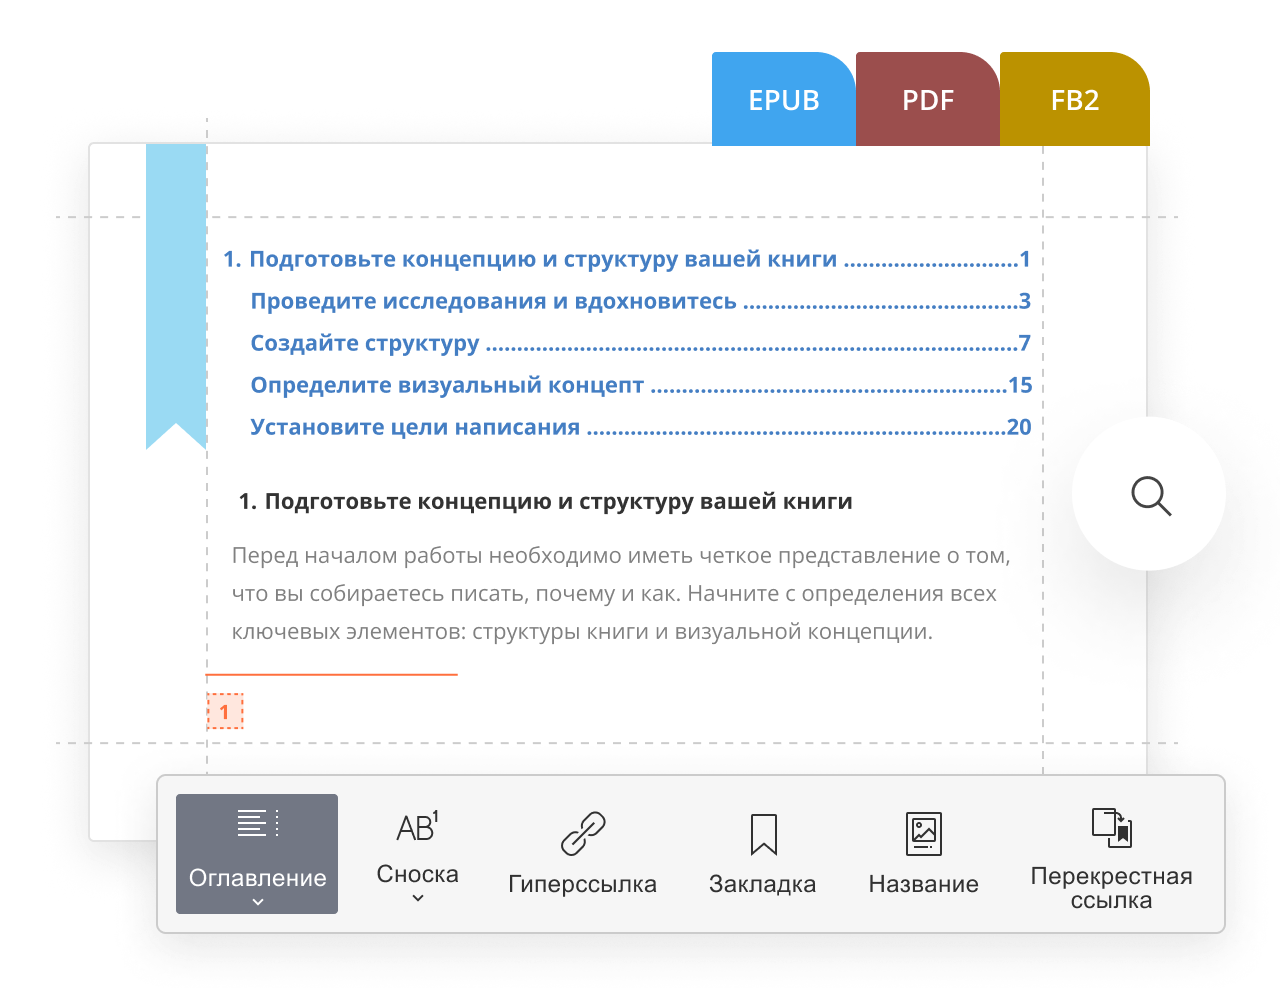 EPUB PDF FB2
1. Подготовьте концепцию и структуру вашей книги ............................1
Проведите исследования и вдохновитесь ............................................3
Создайте структуру .....................................................................................7
Определите визуальный концепт .........................................................15
Установите цели написания ...................................................................20
1. Подготовьте концепцию и структуру вашей книги
Перед началом работы необходимо иметь четкое представление о том,
что вы собираетесь писать, почему и как. Начните с определения всех
ключевых элементов: структуры книги и визуальной концепции.
1
AB1
Оглавление Сноска Гиперссылка Закладка Название Перекрестная
ссылка